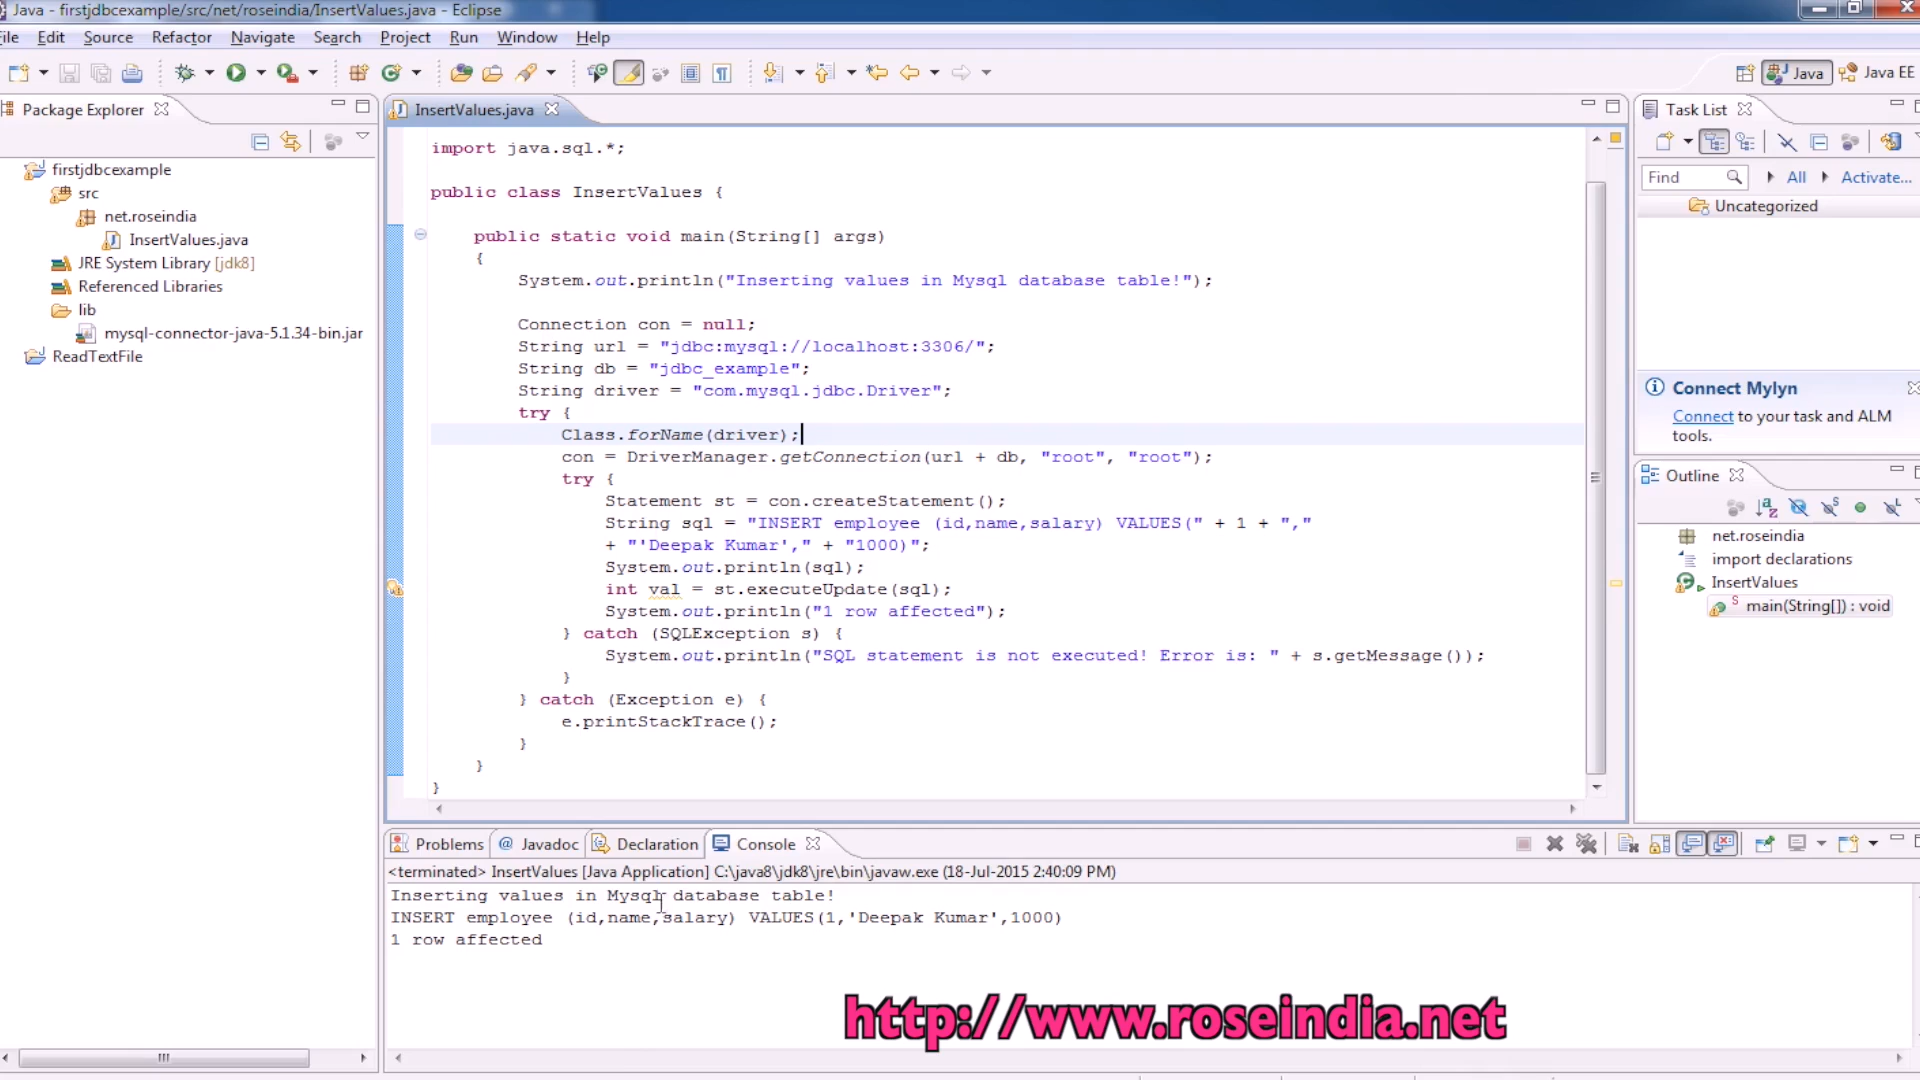 Java - firstjdbcexample/src/net/roseindia/InsertValues.java - Eclipse
File Edit Source Refactor Navigate Search Project Run Window Help
Java Java EE
Package Explorer
firstjdbcexample
src
net.roseindia
InsertValues.java
JRE System Library [jdk8]
Referenced Libraries
lib
mysql-connector-java-5.1.34-bin.jar
ReadTextFile
InsertValues.java
import java.sql.*;
public class InsertValues {
public static void main(String[] args)
{
System.out.println("Inserting values in Mysql database table!");
Connection con = null;
String url = "jdbc:mysql://localhost:3306/";
String db = "jdbc_example";
String driver = "com.mysql.jdbc.Driver";
try {
Class.forName(driver);
con = DriverManager.getConnection(url + db, "root", "root");
try {
Statement st = con.createStatement();
String sql = "INSERT employee (id,name,salary) VALUES(" + 1 + ","
+ "'Deepak Kumar'," + "1000)";
System.out.println(sql);
int val = st.executeUpdate(sql);
System.out.println("1 row affected");
} catch (SQLException s) {
System.out.println("SQL statement is not executed! Error is: " + s.getMessage());
}
} catch (Exception e) {
e.printStackTrace();
}
}
}
Task List
Find All Activate...
Uncategorized
Connect Mylyn
Connect to your task and ALM
tools.
Outline
net.roseindia
import declarations
InsertValues
main(String[]) : void
Problems Javadoc Declaration Console
<terminated> InsertValues [Java Application] C:\java8\jdk8\jre\bin\javaw.exe (18-Jul-2015 2:40:09 PM)
Inserting values in Mysql database table!
INSERT employee (id,name,salary) VALUES(1,'Deepak Kumar',1000)
1 row affected
http://www.roseindia.net